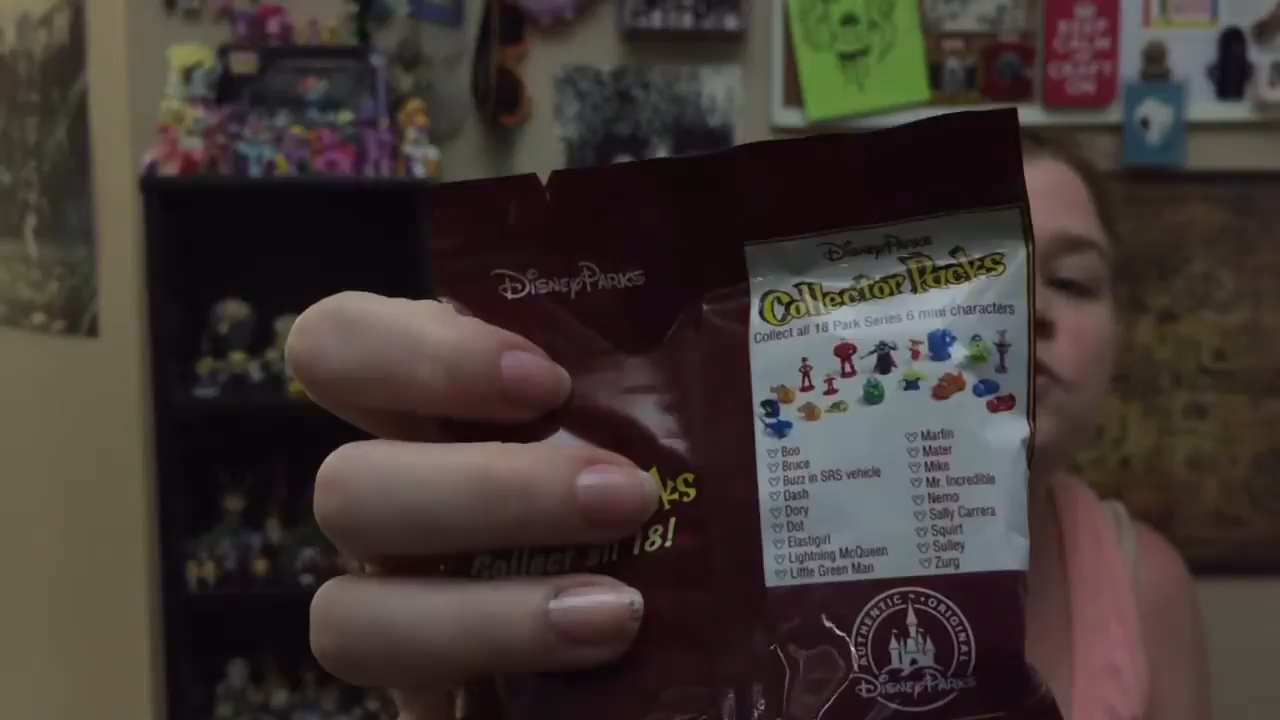 KEEP
CALM
AND
CRAFT
ON
DISNEY PARKS
ks
Collect all 18!
DISNEY PARKS
Collector Packs
Collect all 18 Park Series 6 mini characters
Boo
Bruce
Buzz in SRS vehicle
Dash
Dory
Dot
Elastigirl
Lightning McQueen
Little Green Man
Marlin
Mater
Mike
Mr. Incredible
Nemo
Sally Carrera
Squirt
Sulley
Zurg
AUTHENTIC • ORIGINAL
DISNEY PARKS